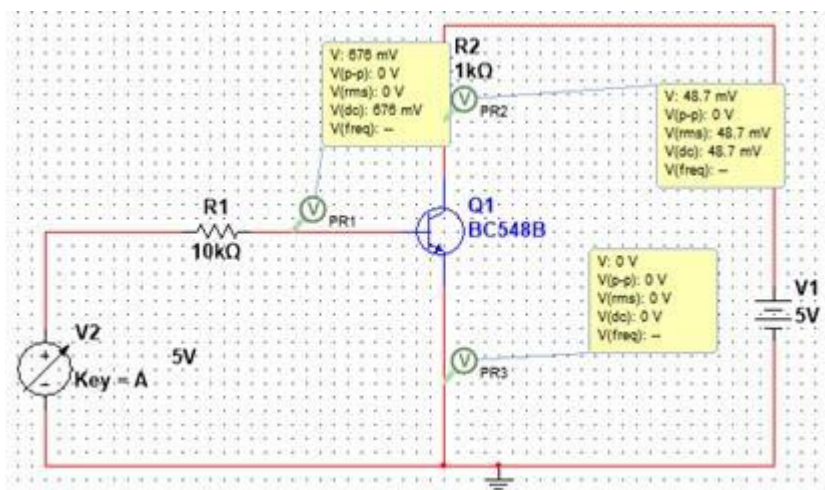 V: 676 mV
V(p-p): 0 V
V(rms): 0 V
V(dc): 676 mV
V(freq): --
R2
1kΩ
V
PR2
V: 48.7 mV
V(p-p): 0 V
V(rms): 48.7 mV
V(dc): 48.7 mV
V(freq): --
R1
10kΩ
V
PR1
Q1
BC548B
V: 0 V
V(p-p): 0 V
V(rms): 0 V
V(dc): 0 V
V(freq): --
V1
5V
V2
5V
Key = A
V
PR3